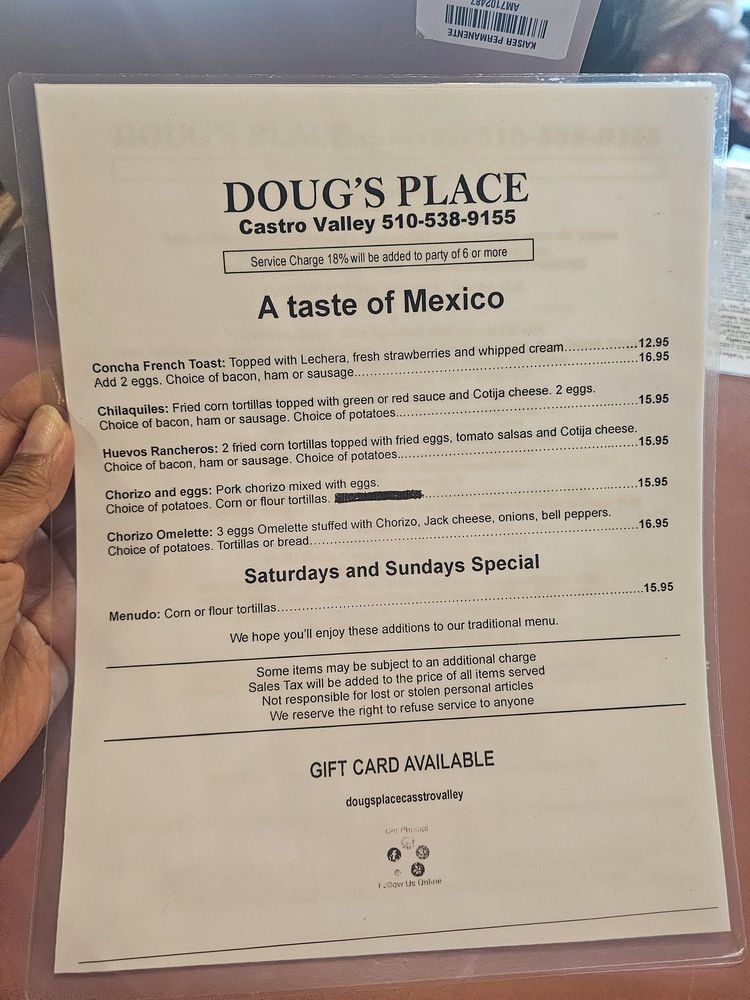 AM7102487
KAISER PERMANENTE
DOUG'S PLACE
Castro Valley 510-538-9155
Service Charge 18% will be added to party of 6 or more
A taste of Mexico
Concha French Toast: Topped with Lechera, fresh strawberries and whipped cream....................12.95
Add 2 eggs. Choice of bacon, ham or sausage..............................................................................16.95
Chilaquiles: Fried corn tortillas topped with green or red sauce and Cotija cheese. 2 eggs.
Choice of bacon, ham or sausage. Choice of potatoes..................................................................15.95
Huevos Rancheros: 2 fried corn tortillas topped with fried eggs, tomato salsas and Cotija cheese.
Choice of bacon, ham or sausage. Choice of potatoes..................................................................15.95
Chorizo and eggs: Pork chorizo mixed with eggs.
Choice of potatoes. Corn or flour tortillas. ..................................................................15.95
Chorizo Omelette: 3 eggs Omelette stuffed with Chorizo, Jack cheese, onions, bell peppers.
Choice of potatoes. Tortillas or bread..........................................................................................16.95
Saturdays and Sundays Special
Menudo: Corn or flour tortillas....................................................................................................15.95
We hope you'll enjoy these additions to our traditional menu.
Some items may be subject to an additional charge
Sales Tax will be added to the price of all items served
Not responsible for lost or stolen personal articles
We reserve the right to refuse service to anyone
GIFT CARD AVAILABLE
dougsplacecasstrovalley
Get Phusial
Follow Us Online